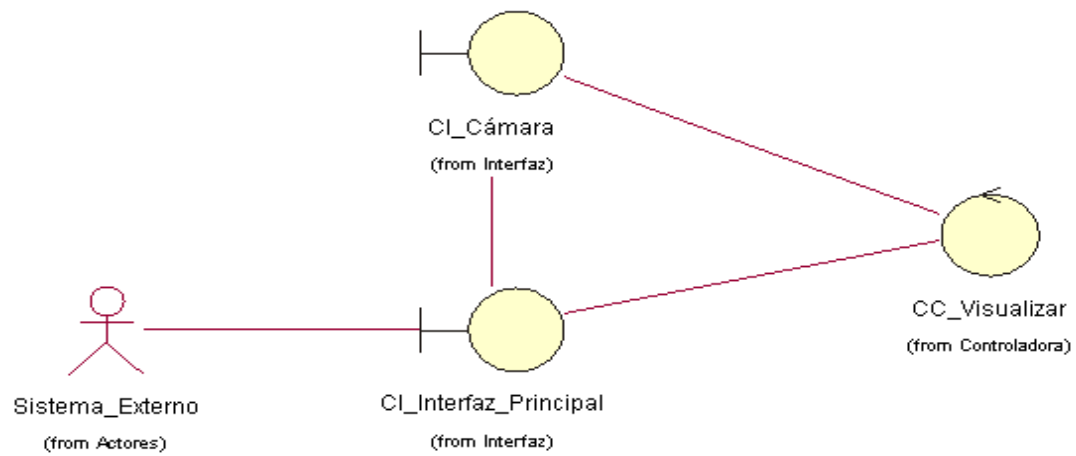 CI_Cámara
(from Interfaz)
CC_Visualizar
(from Controladora)
Sistema_Externo
(from Actores)
CI_Interfaz_Principal
(from Interfaz)